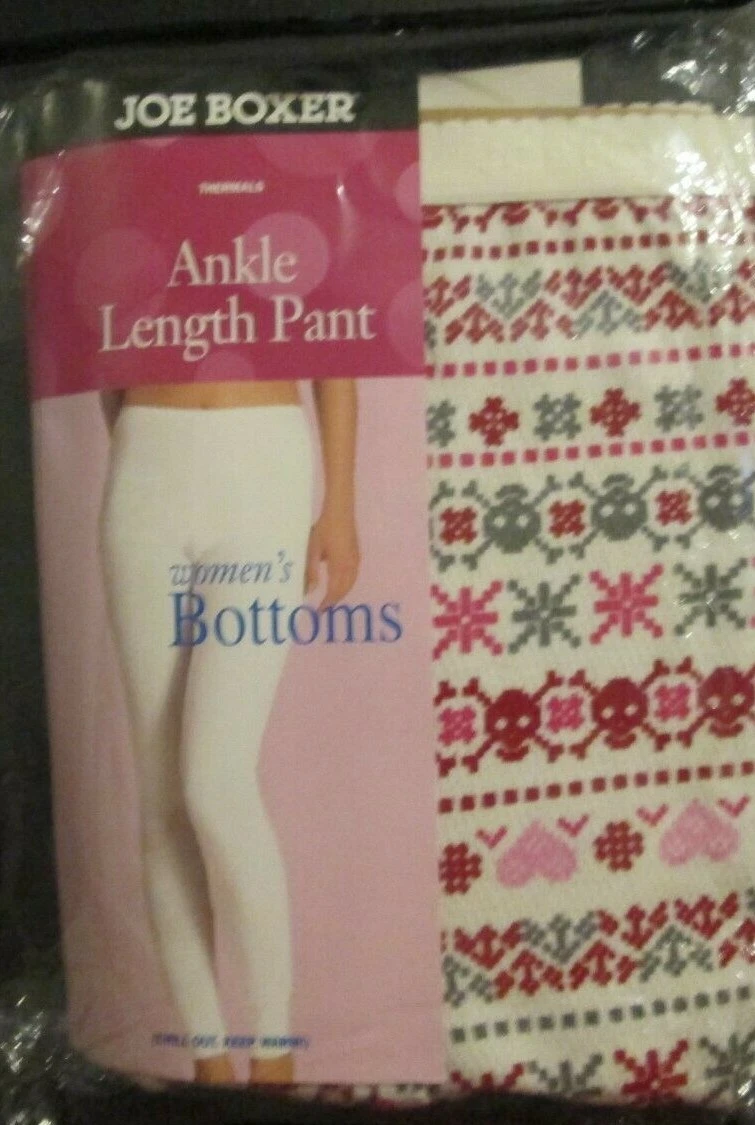 JOE BOXER
THERMALS
Ankle
Length Pant
women's
Bottoms
(CHILL OUT. KEEP WARM!)